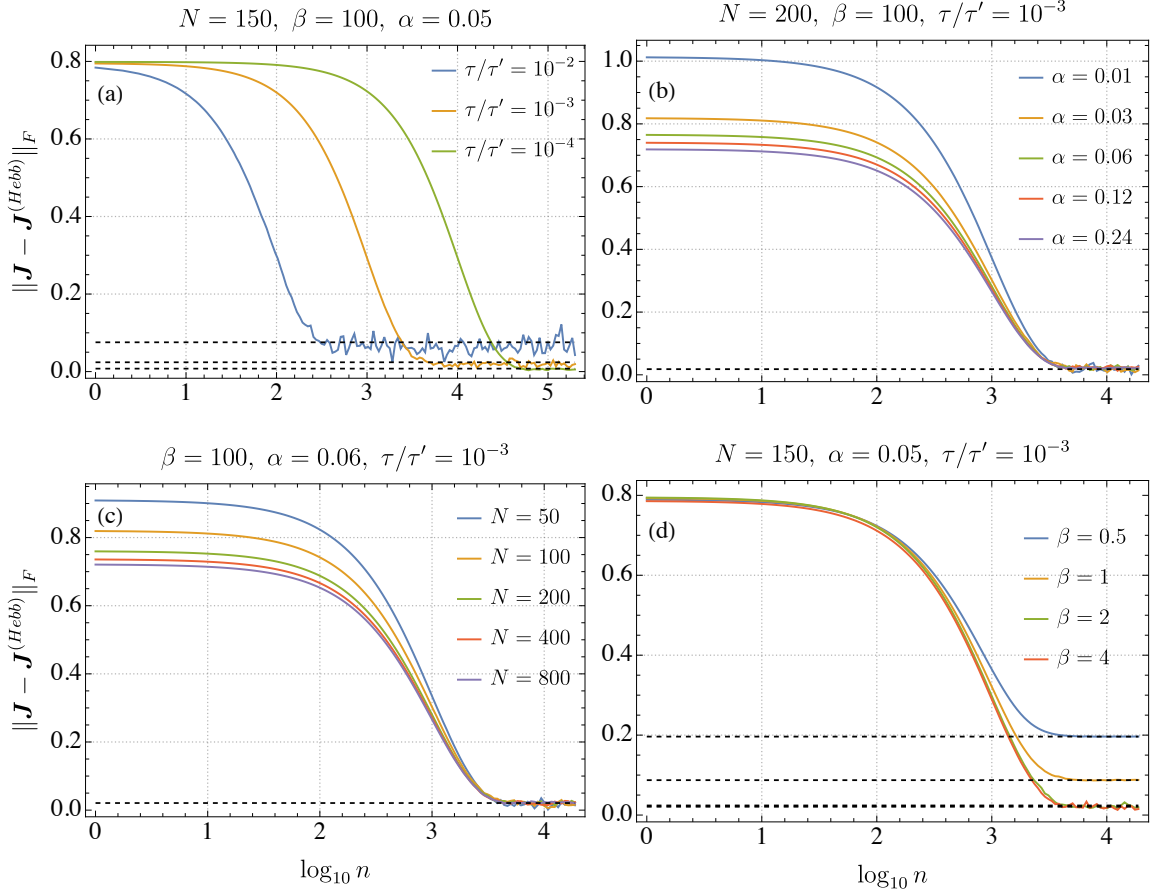 N = 150, β = 100, α = 0.05
(a)
τ/τ′ = 10⁻²
τ/τ′ = 10⁻³
τ/τ′ = 10⁻⁴
0.8
0.6
0.4
0.2
0.0
0 1 2 3 4 5
||J − J^(Hebb)||_F
N = 200, β = 100, τ/τ′ = 10⁻³
(b)
α = 0.01
α = 0.03
α = 0.06
α = 0.12
α = 0.24
1.0
0.8
0.6
0.4
0.2
0.0
0 1 2 3 4
β = 100, α = 0.06, τ/τ′ = 10⁻³
(c)
N = 50
N = 100
N = 200
N = 400
N = 800
0.8
0.6
0.4
0.2
0.0
0 1 2 3 4
||J − J^(Hebb)||_F
log₁₀ n
N = 150, α = 0.05, τ/τ′ = 10⁻³
(d)
β = 0.5
β = 1
β = 2
β = 4
0.8
0.6
0.4
0.2
0.0
0 1 2 3 4
log₁₀ n